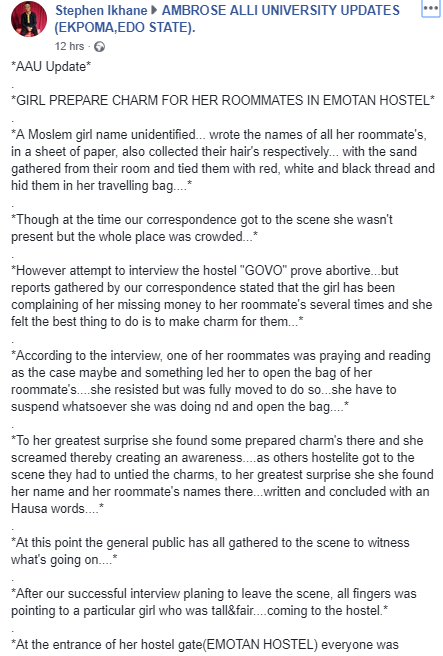 Stephen Ikhane ▸ AMBROSE ALLI UNIVERSITY UPDATES
(EKPOMA,EDO STATE).
12 hrs ·
*AAU Update*
.
*GIRL PREPARE CHARM FOR HER ROOMMATES IN EMOTAN HOSTEL*
.
*A Moslem girl name unidentified... wrote the names of all her roommate's,
in a sheet of paper, also collected their hair's respectively... with the sand
gathered from their room and tied them with red, white and black thread and
hid them in her travelling bag....*
.
*Though at the time our correspondence got to the scene she wasn't
present but the whole place was crowded...*
.
*However attempt to interview the hostel "GOVO" prove abortive...but
reports gathered by our correspondence stated that the girl has been
complaining of her missing money to her roommate's several times and she
felt the best thing to do is to make charm for them...*
.
*According to the interview, one of her roommates was praying and reading
as the case maybe and something led her to open the bag of her
roommate's....she resisted but was fully moved to do so...she have to
suspend whatsoever she was doing nd and open the bag....*
.
*To her greatest surprise she found some prepared charm's there and she
screamed thereby creating an awareness....as others hostelite got to the
scene they had to untied the charms, to her greatest surprise she she found
her name and her roommate's names there...written and concluded with an
Hausa words....*
.
*At this point the general public has all gathered to the scene to witness
what's going on....*
.
*After our successful interview planing to leave the scene, all fingers was
pointing to a particular girl who was tall&fair....coming to the hostel.*
.
*At the entrance of her hostel gate(EMOTAN HOSTEL) everyone was